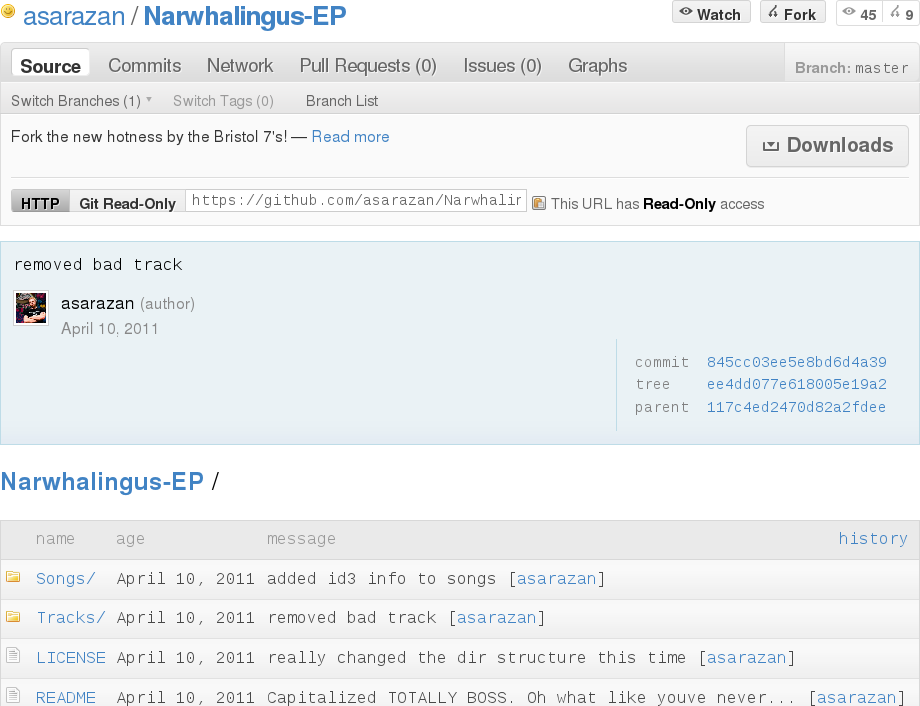 asarazan / Narwhalingus-EP Watch Fork 45 9
Source Commits Network Pull Requests (0) Issues (0) Graphs Branch: master
Switch Branches (1) Switch Tags (0) Branch List
Fork the new hotness by the Bristol 7's! — Read more
Downloads
HTTP Git Read-Only https://github.com/asarazan/Narwhalin This URL has Read-Only access
removed bad track
asarazan (author)
April 10, 2011
commit 845cc03ee5e8bd6d4a39
tree ee4dd077e618005e19a2
parent 117c4ed2470d82a2fdee
Narwhalingus-EP /
name age message history
Songs/ April 10, 2011 added id3 info to songs [asarazan]
Tracks/ April 10, 2011 removed bad track [asarazan]
LICENSE April 10, 2011 really changed the dir structure this time [asarazan]
README April 10, 2011 Capitalized TOTALLY BOSS. Oh what like youve never... [asarazan]